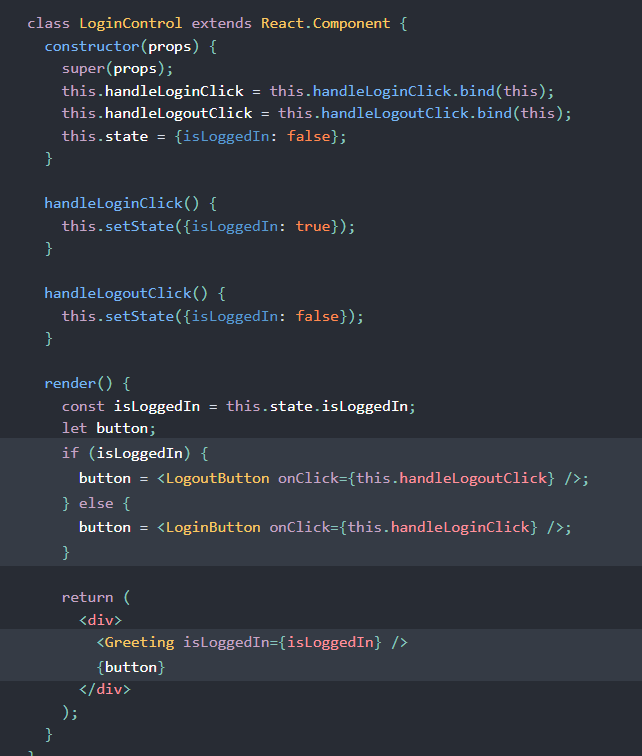 class LoginControl extends React.Component {
  constructor(props) {
    super(props);
    this.handleLoginClick = this.handleLoginClick.bind(this);
    this.handleLogoutClick = this.handleLogoutClick.bind(this);
    this.state = {isLoggedIn: false};
  }

  handleLoginClick() {
    this.setState({isLoggedIn: true});
  }

  handleLogoutClick() {
    this.setState({isLoggedIn: false});
  }

  render() {
    const isLoggedIn = this.state.isLoggedIn;
    let button;
    if (isLoggedIn) {
      button = <LogoutButton onClick={this.handleLogoutClick} />;
    } else {
      button = <LoginButton onClick={this.handleLoginClick} />;
    }

    return (
      <div>
        <Greeting isLoggedIn={isLoggedIn} />
        {button}
      </div>
    );
  }